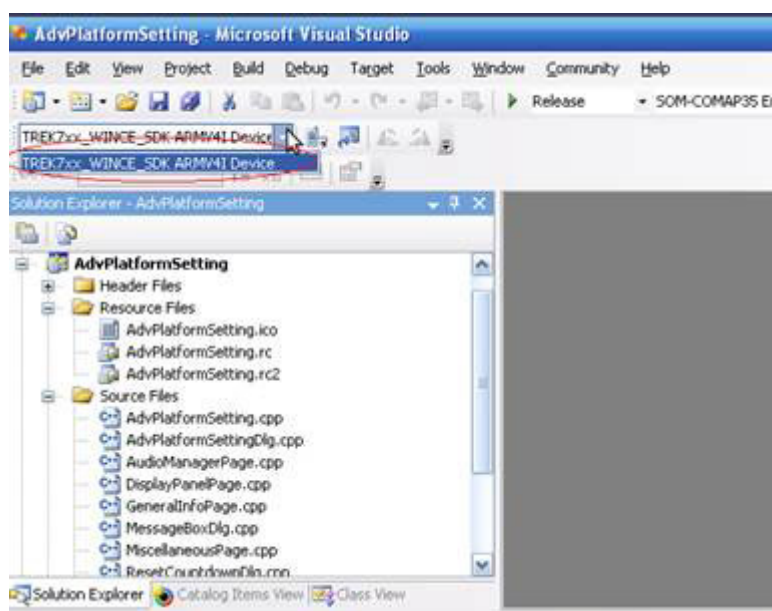 AdvPlatformSetting - Microsoft Visual Studio
File Edit View Project Build Debug Target Tools Window Community Help
Release SOM-COMAP35
TREK7xx_WINCE_SDK ARMV4I Device
TREK7xx_WINCE_SDK ARMV4I Device
Solution Explorer - AdvPlatformSetting
AdvPlatformSetting
Header Files
Resource Files
AdvPlatformSetting.ico
AdvPlatformSetting.rc
AdvPlatformSetting.rc2
Source Files
AdvPlatformSetting.cpp
AdvPlatformSettingDlg.cpp
AudioManagerPage.cpp
DisplayPanelPage.cpp
GeneralInfoPage.cpp
MessageBoxDlg.cpp
MiscellaneousPage.cpp
ResetCountdownDlg.cpp
Solution Explorer Catalog Items View Class View